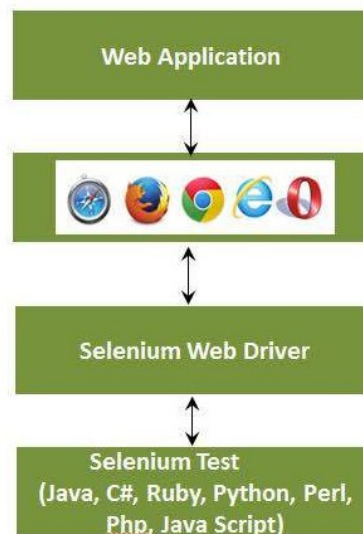 Web Application
Selenium Web Driver
Selenium Test
(Java, C#, Ruby, Python, Perl,
Php, Java Script)